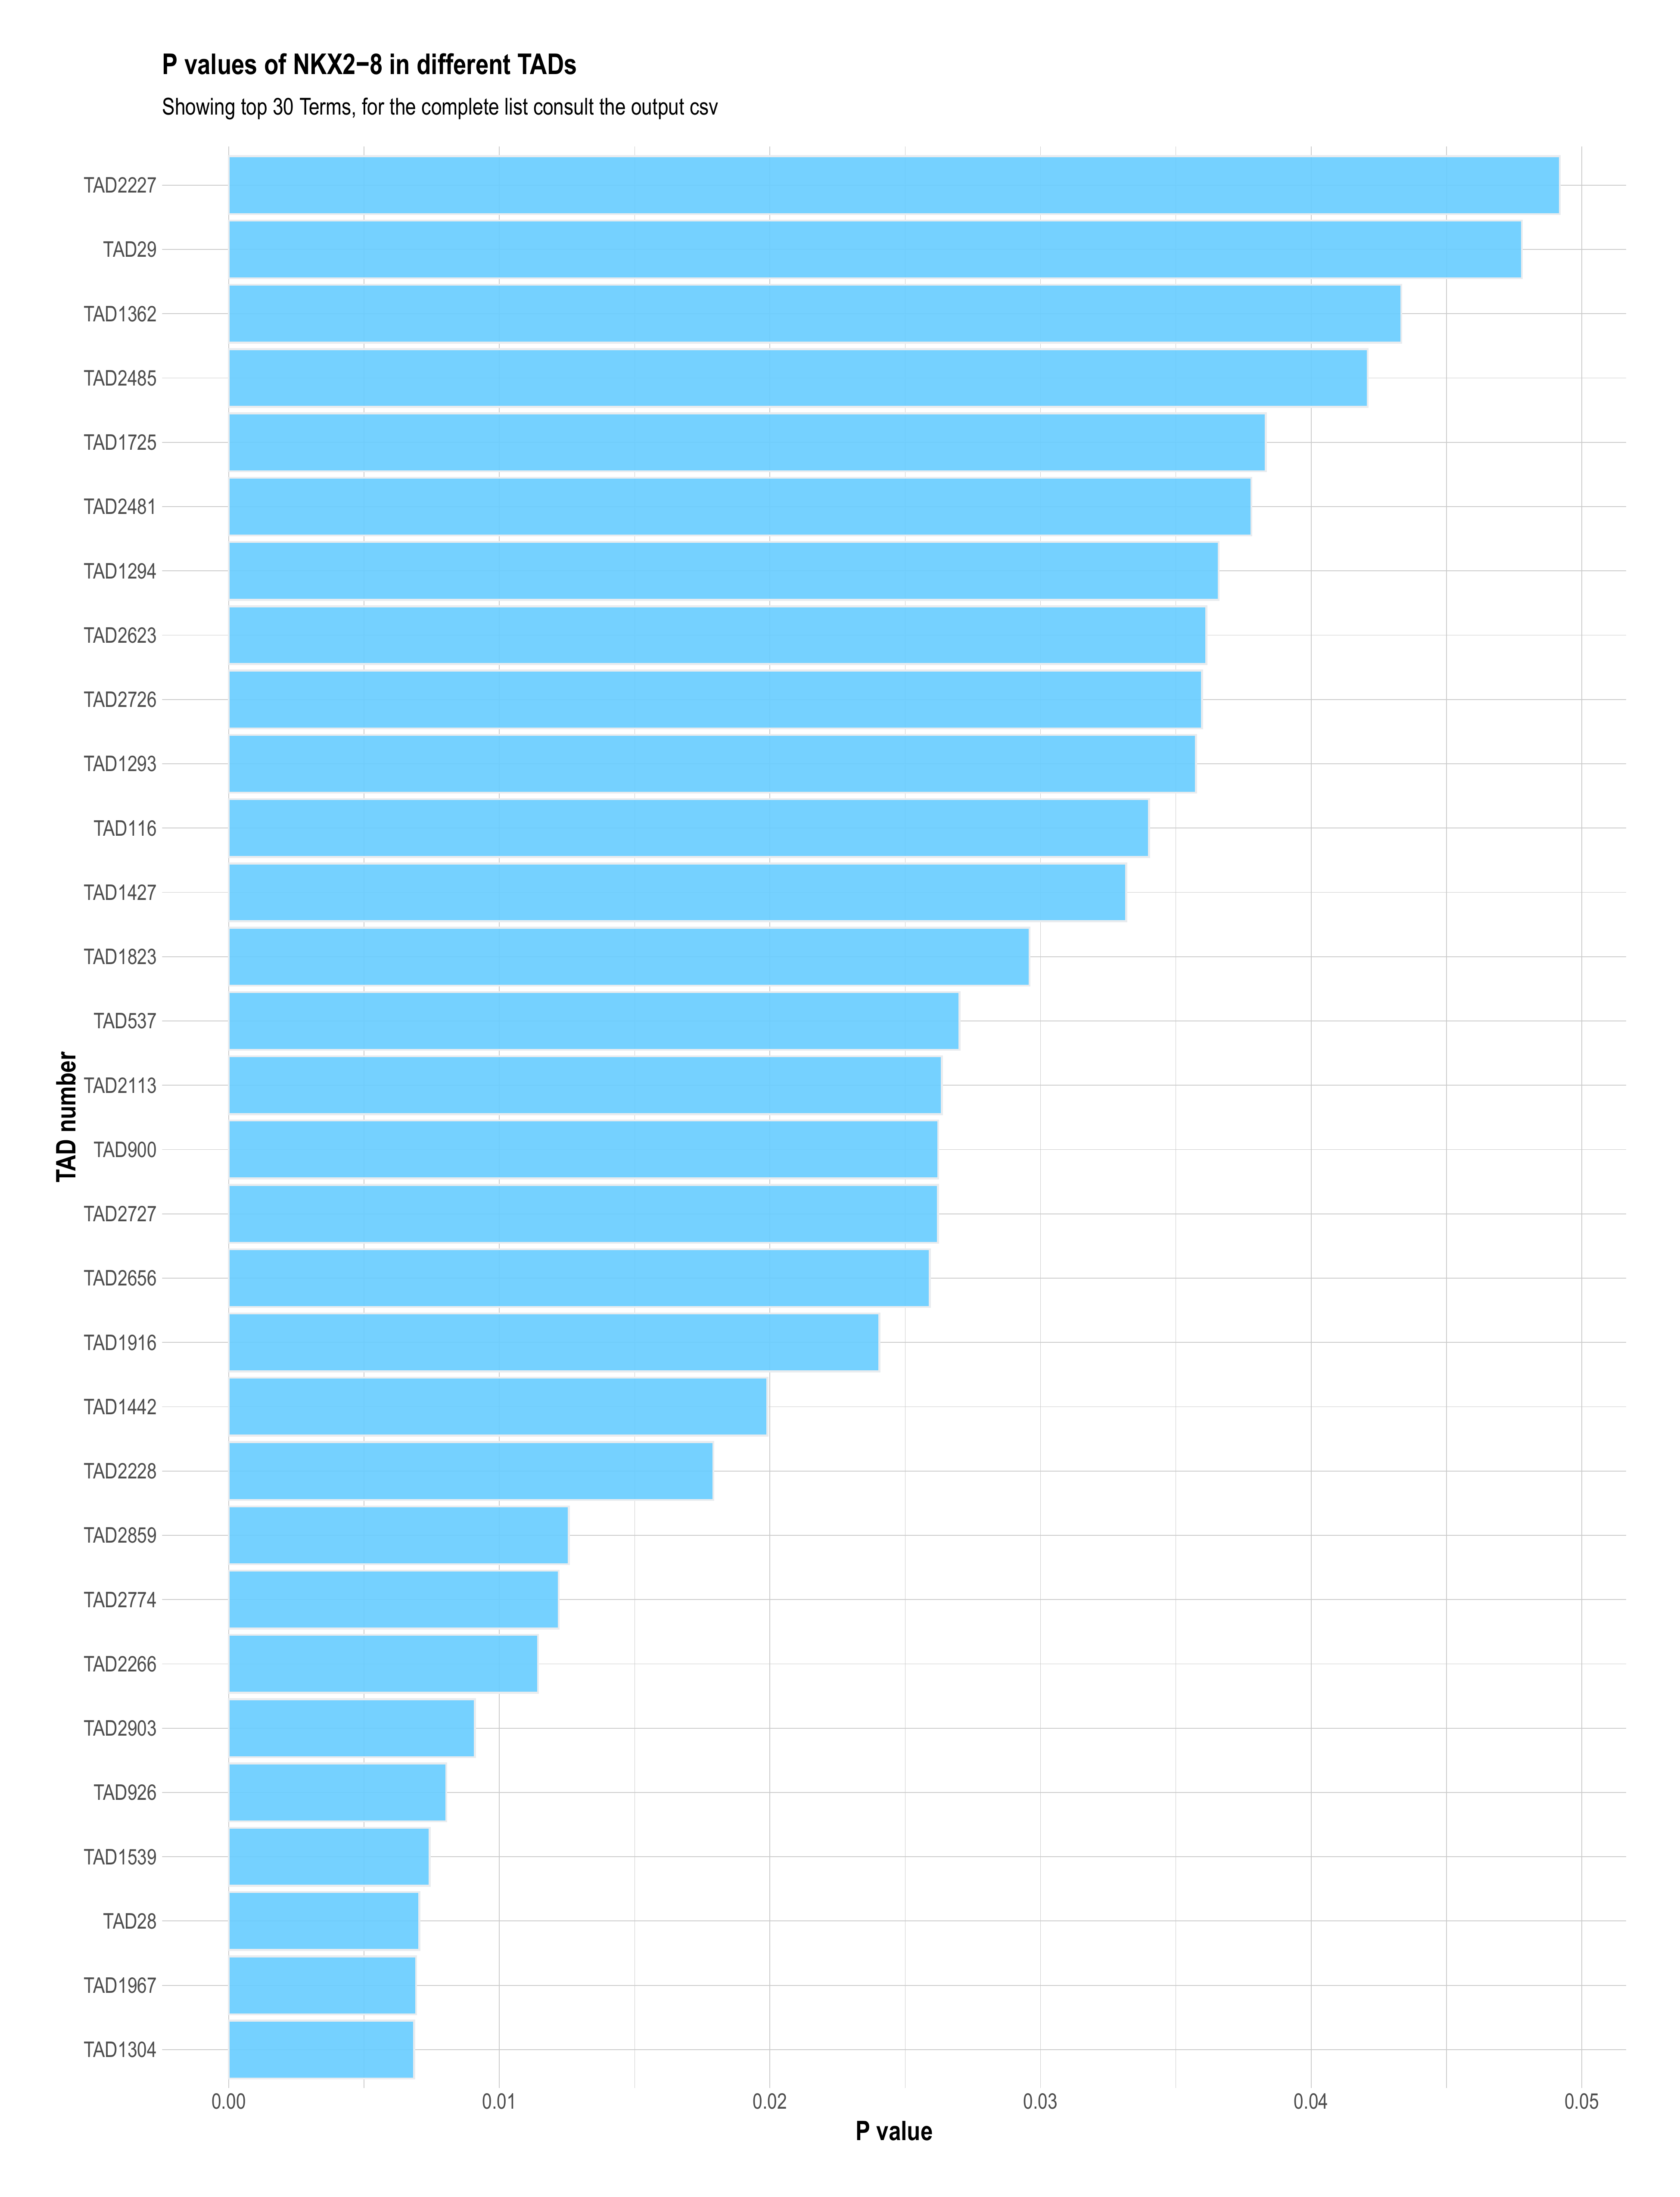 P values of NKX2−8 in different TADs
Showing top 30 Terms, for the complete list consult the output csv
TAD number
TAD2227
TAD29
TAD1362
TAD2485
TAD1725
TAD2481
TAD1294
TAD2623
TAD2726
TAD1293
TAD116
TAD1427
TAD1823
TAD537
TAD2113
TAD900
TAD2727
TAD2656
TAD1916
TAD1442
TAD2228
TAD2859
TAD2774
TAD2266
TAD2903
TAD926
TAD1539
TAD28
TAD1967
TAD1304
0.00 0.01 0.02 0.03 0.04 0.05
P value